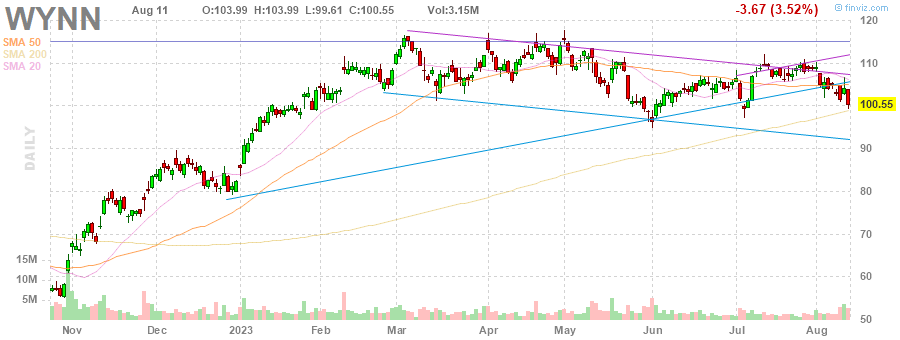 WYNN Aug 11 O:103.99 H:103.99 L:99.61 C:100.55 Vol:3.15M -3.67 (3.52%) © finviz.com
SMA 50
SMA 200
SMA 20
DAILY
120
110
100.55
90
80
70
60
50
15M
10M
5M
Nov Dec 2023 Feb Mar Apr May Jun Jul Aug